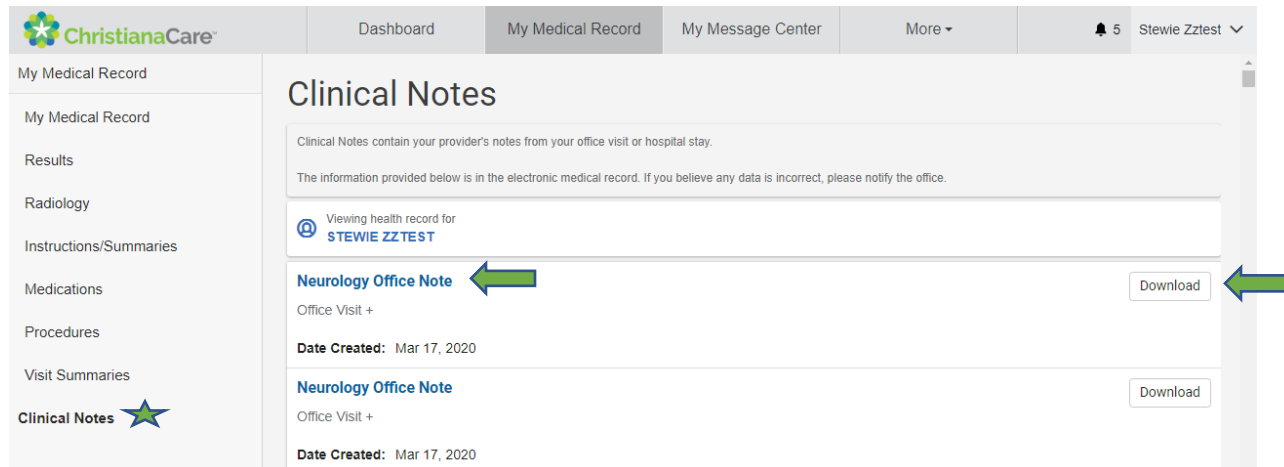 ChristianaCare™
Dashboard
My Medical Record
My Message Center
More
5
Stewie Zztest
My Medical Record
My Medical Record
Results
Radiology
Instructions/Summaries
Medications
Procedures
Visit Summaries
Clinical Notes
Clinical Notes
Clinical Notes contain your provider's notes from your office visit or hospital stay.
The information provided below is in the electronic medical record. If you believe any data is incorrect, please notify the office.
Viewing health record for
STEWIE ZZTEST
Neurology Office Note
Download
Office Visit +
Date Created: Mar 17, 2020
Neurology Office Note
Download
Office Visit +
Date Created: Mar 17, 2020